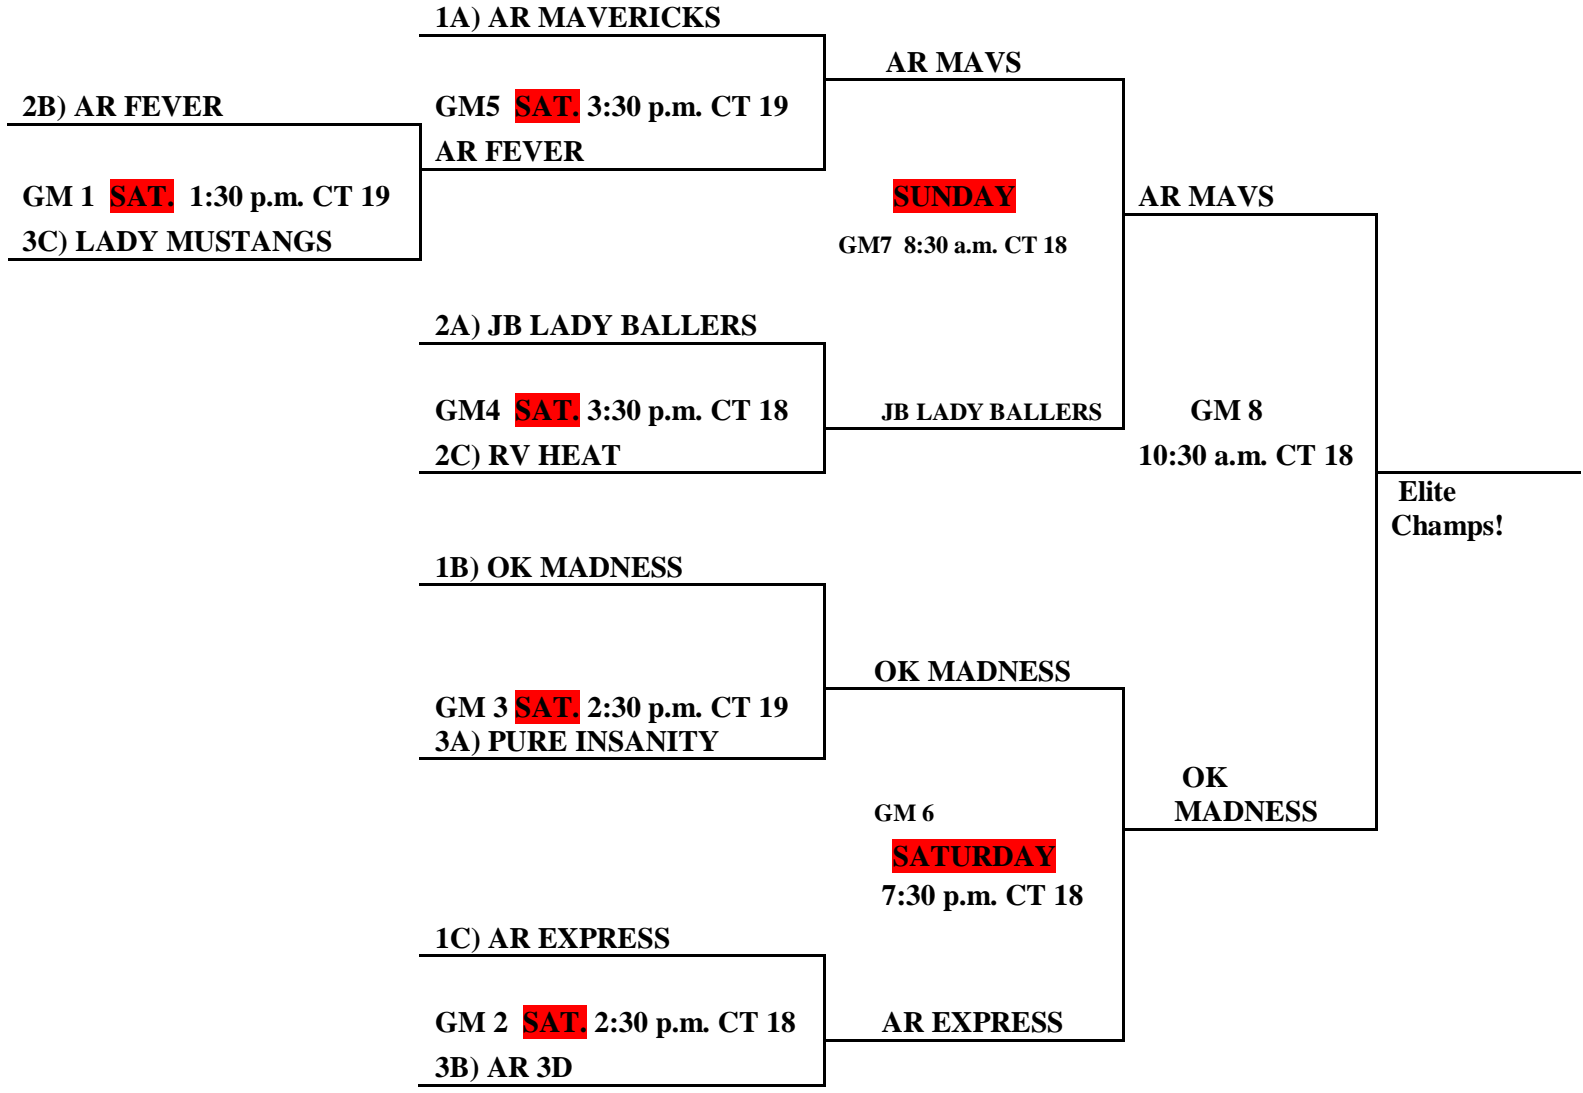 1A) AR MAVERICKS
AR MAVS
2B) AR FEVER
GM5 SAT. 3:30 p.m. CT 19
AR FEVER
GM 1 SAT. 1:30 p.m. CT 19
SUNDAY
AR MAVS
3C) LADY MUSTANGS
GM7 8:30 a.m. CT 18
2A) JB LADY BALLERS
GM4 SAT. 3:30 p.m. CT 18
JB LADY BALLERS
GM 8
2C) RV HEAT
10:30 a.m. CT 18
Elite
Champs!
1B) OK MADNESS
OK MADNESS
GM 3 SAT. 2:30 p.m. CT 19
3A) PURE INSANITY
OK
MADNESS
GM 6
SATURDAY
7:30 p.m. CT 18
1C) AR EXPRESS
GM 2 SAT. 2:30 p.m. CT 18
AR EXPRESS
3B) AR 3D